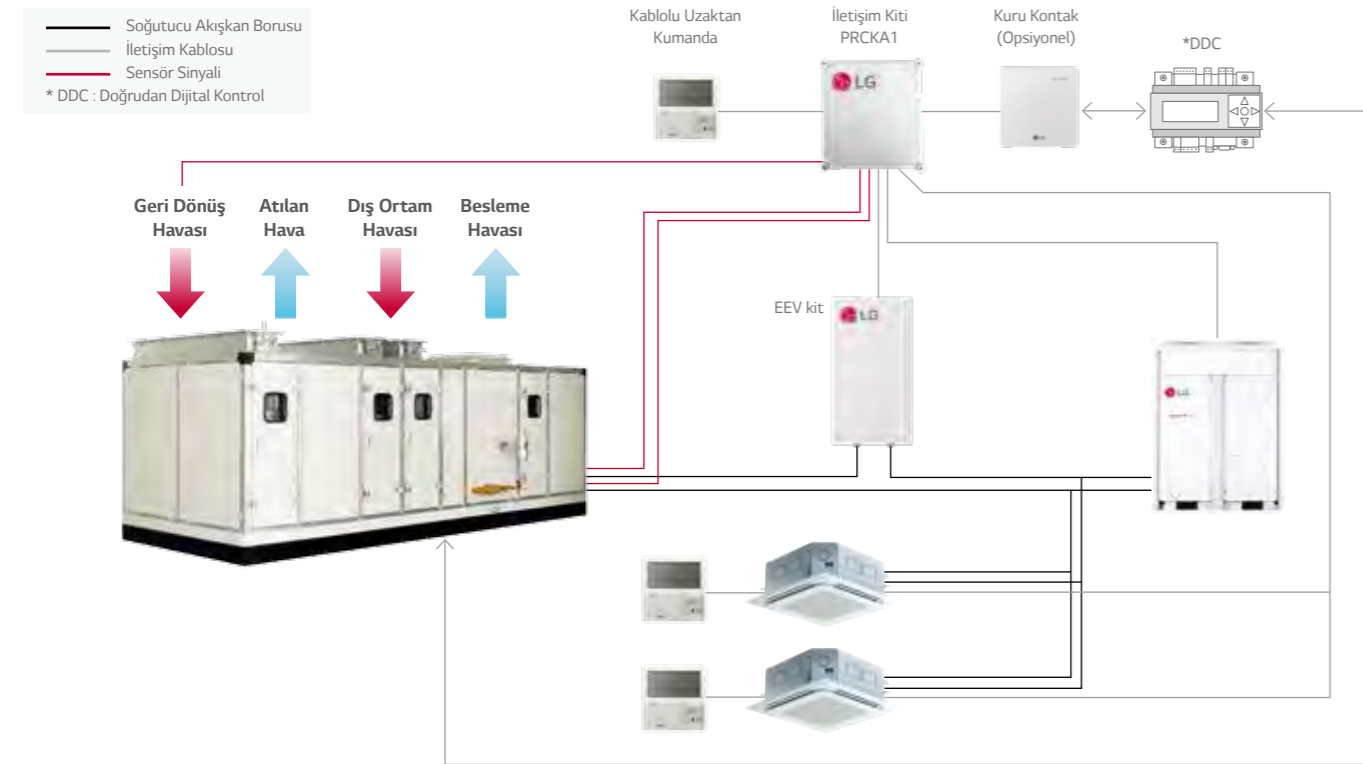 Soğutucu Akışkan Borusu
İletişim Kablosu
Sensör Sinyali
* DDC : Doğrudan Dijital Kontrol
Kablolu Uzaktan
Kumanda
İletişim Kiti
PRCKA1
Kuru Kontak
(Opsiyonel)
*DDC
LG
LG
Geri Dönüş
Havası
Atılan
Hava
Dış Ortam
Havası
Besleme
Havası
EEV kit
LG
LG